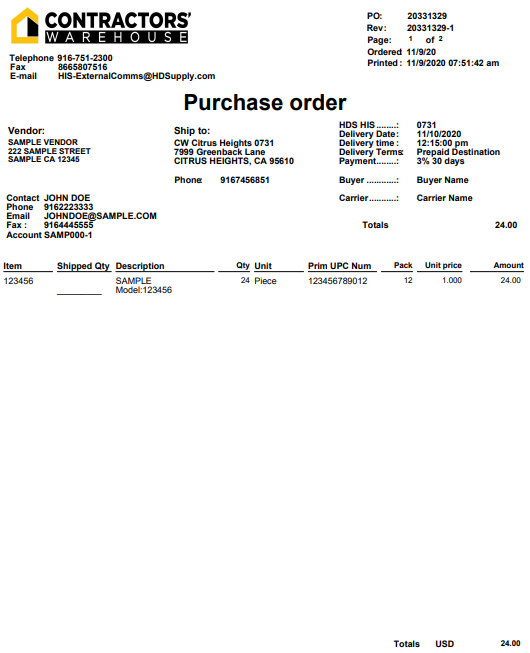 CONTRACTORS'
WAREHOUSE
Telephone 916-751-2300
Fax 8665807516
E-mail HIS-ExternalComms@HDSupply.com
PO: 20331329
Rev: 20331329-1
Page: 1 of 2
Ordered 11/9/20
Printed : 11/9/2020 07:51:42 am
Purchase order
Vendor:
SAMPLE VENDOR
222 SAMPLE STREET
SAMPLE CA 12345
Ship to:
CW Citrus Heights 0731
7999 Greenback Lane
CITRUS HEIGHTS, CA 95610
Phone: 9167456851
HDS HIS........: 0731
Delivery Date: 11/10/2020
Delivery time : 12:15:00 pm
Delivery Terms: Prepaid Destination
Payment.......: 3% 30 days
Buyer ............: Buyer Name
Carrier..........: Carrier Name
Contact JOHN DOE
Phone 9162223333
Email JOHNDOE@SAMPLE.COM
Fax : 9164445555
Account SAMP000-1
Totals 24.00
Item Shipped Qty Description Qty Unit Prim UPC Num Pack Unit price Amount
123456 SAMPLE 24 Piece 123456789012 12 1.000 24.00
__________ Model:123456
Totals USD 24.00